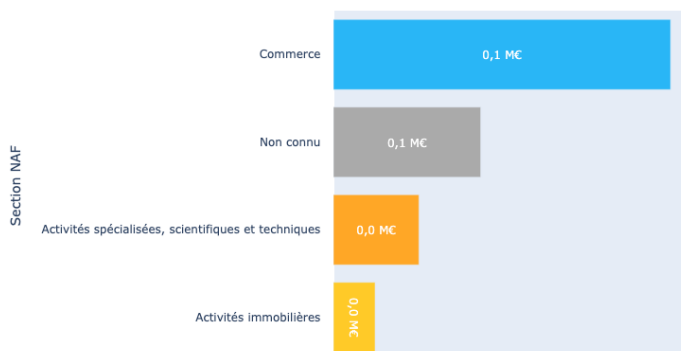 Section NAF
Commerce
0,1 M€
Non connu
0,1 M€
Activités spécialisées, scientifiques et techniques
0,0 M€
Activités immobilières
0,0 M€